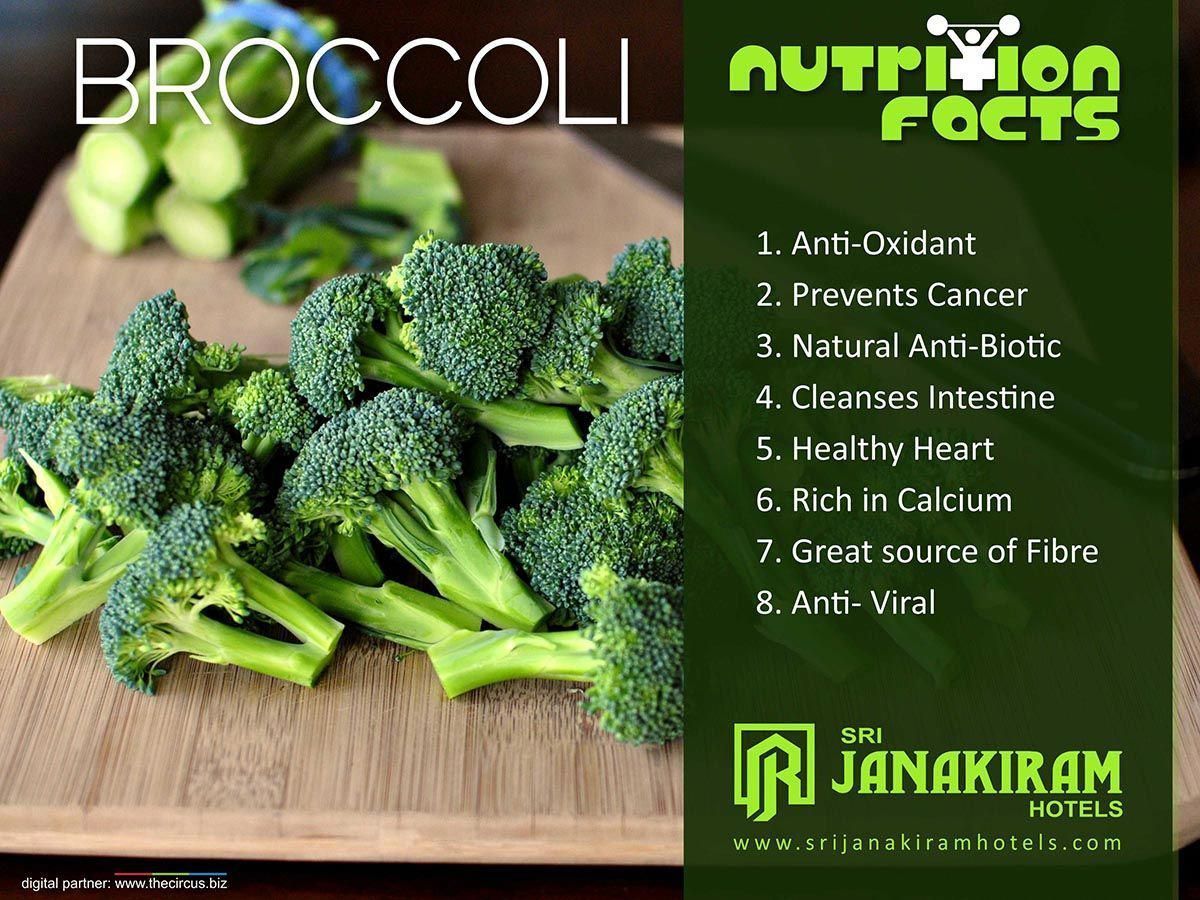 BROCCOLI
NUTRITION
FACTS
1. Anti-Oxidant
2. Prevents Cancer
3. Natural Anti-Biotic
4. Cleanses Intestine
5. Healthy Heart
6. Rich in Calcium
7. Great source of Fibre
8. Anti- Viral
SRI
JANAKIRAM
HOTELS
www.srijanakiramhotels.com
digital partner: www.thecircus.biz